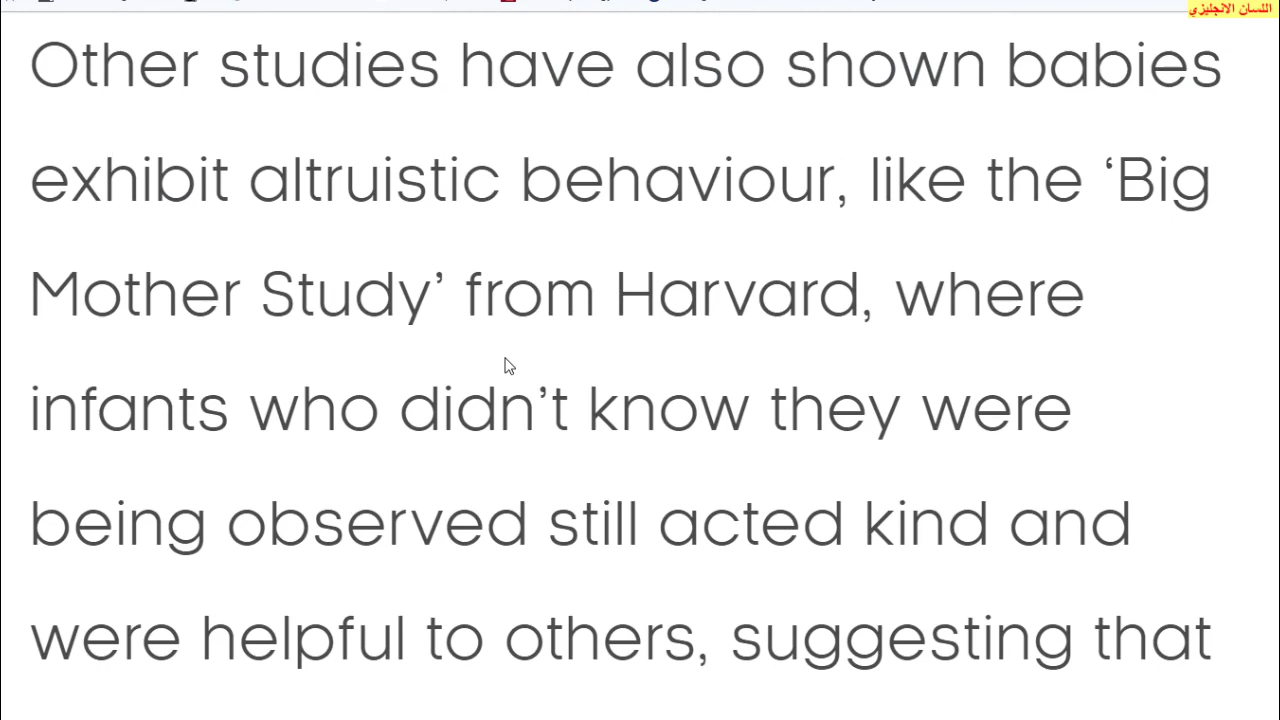 اللسان الانجليزي
Other studies have also shown babies
exhibit altruistic behaviour, like the ‘Big
Mother Study’ from Harvard, where
infants who didn’t know they were
being observed still acted kind and
were helpful to others, suggesting that